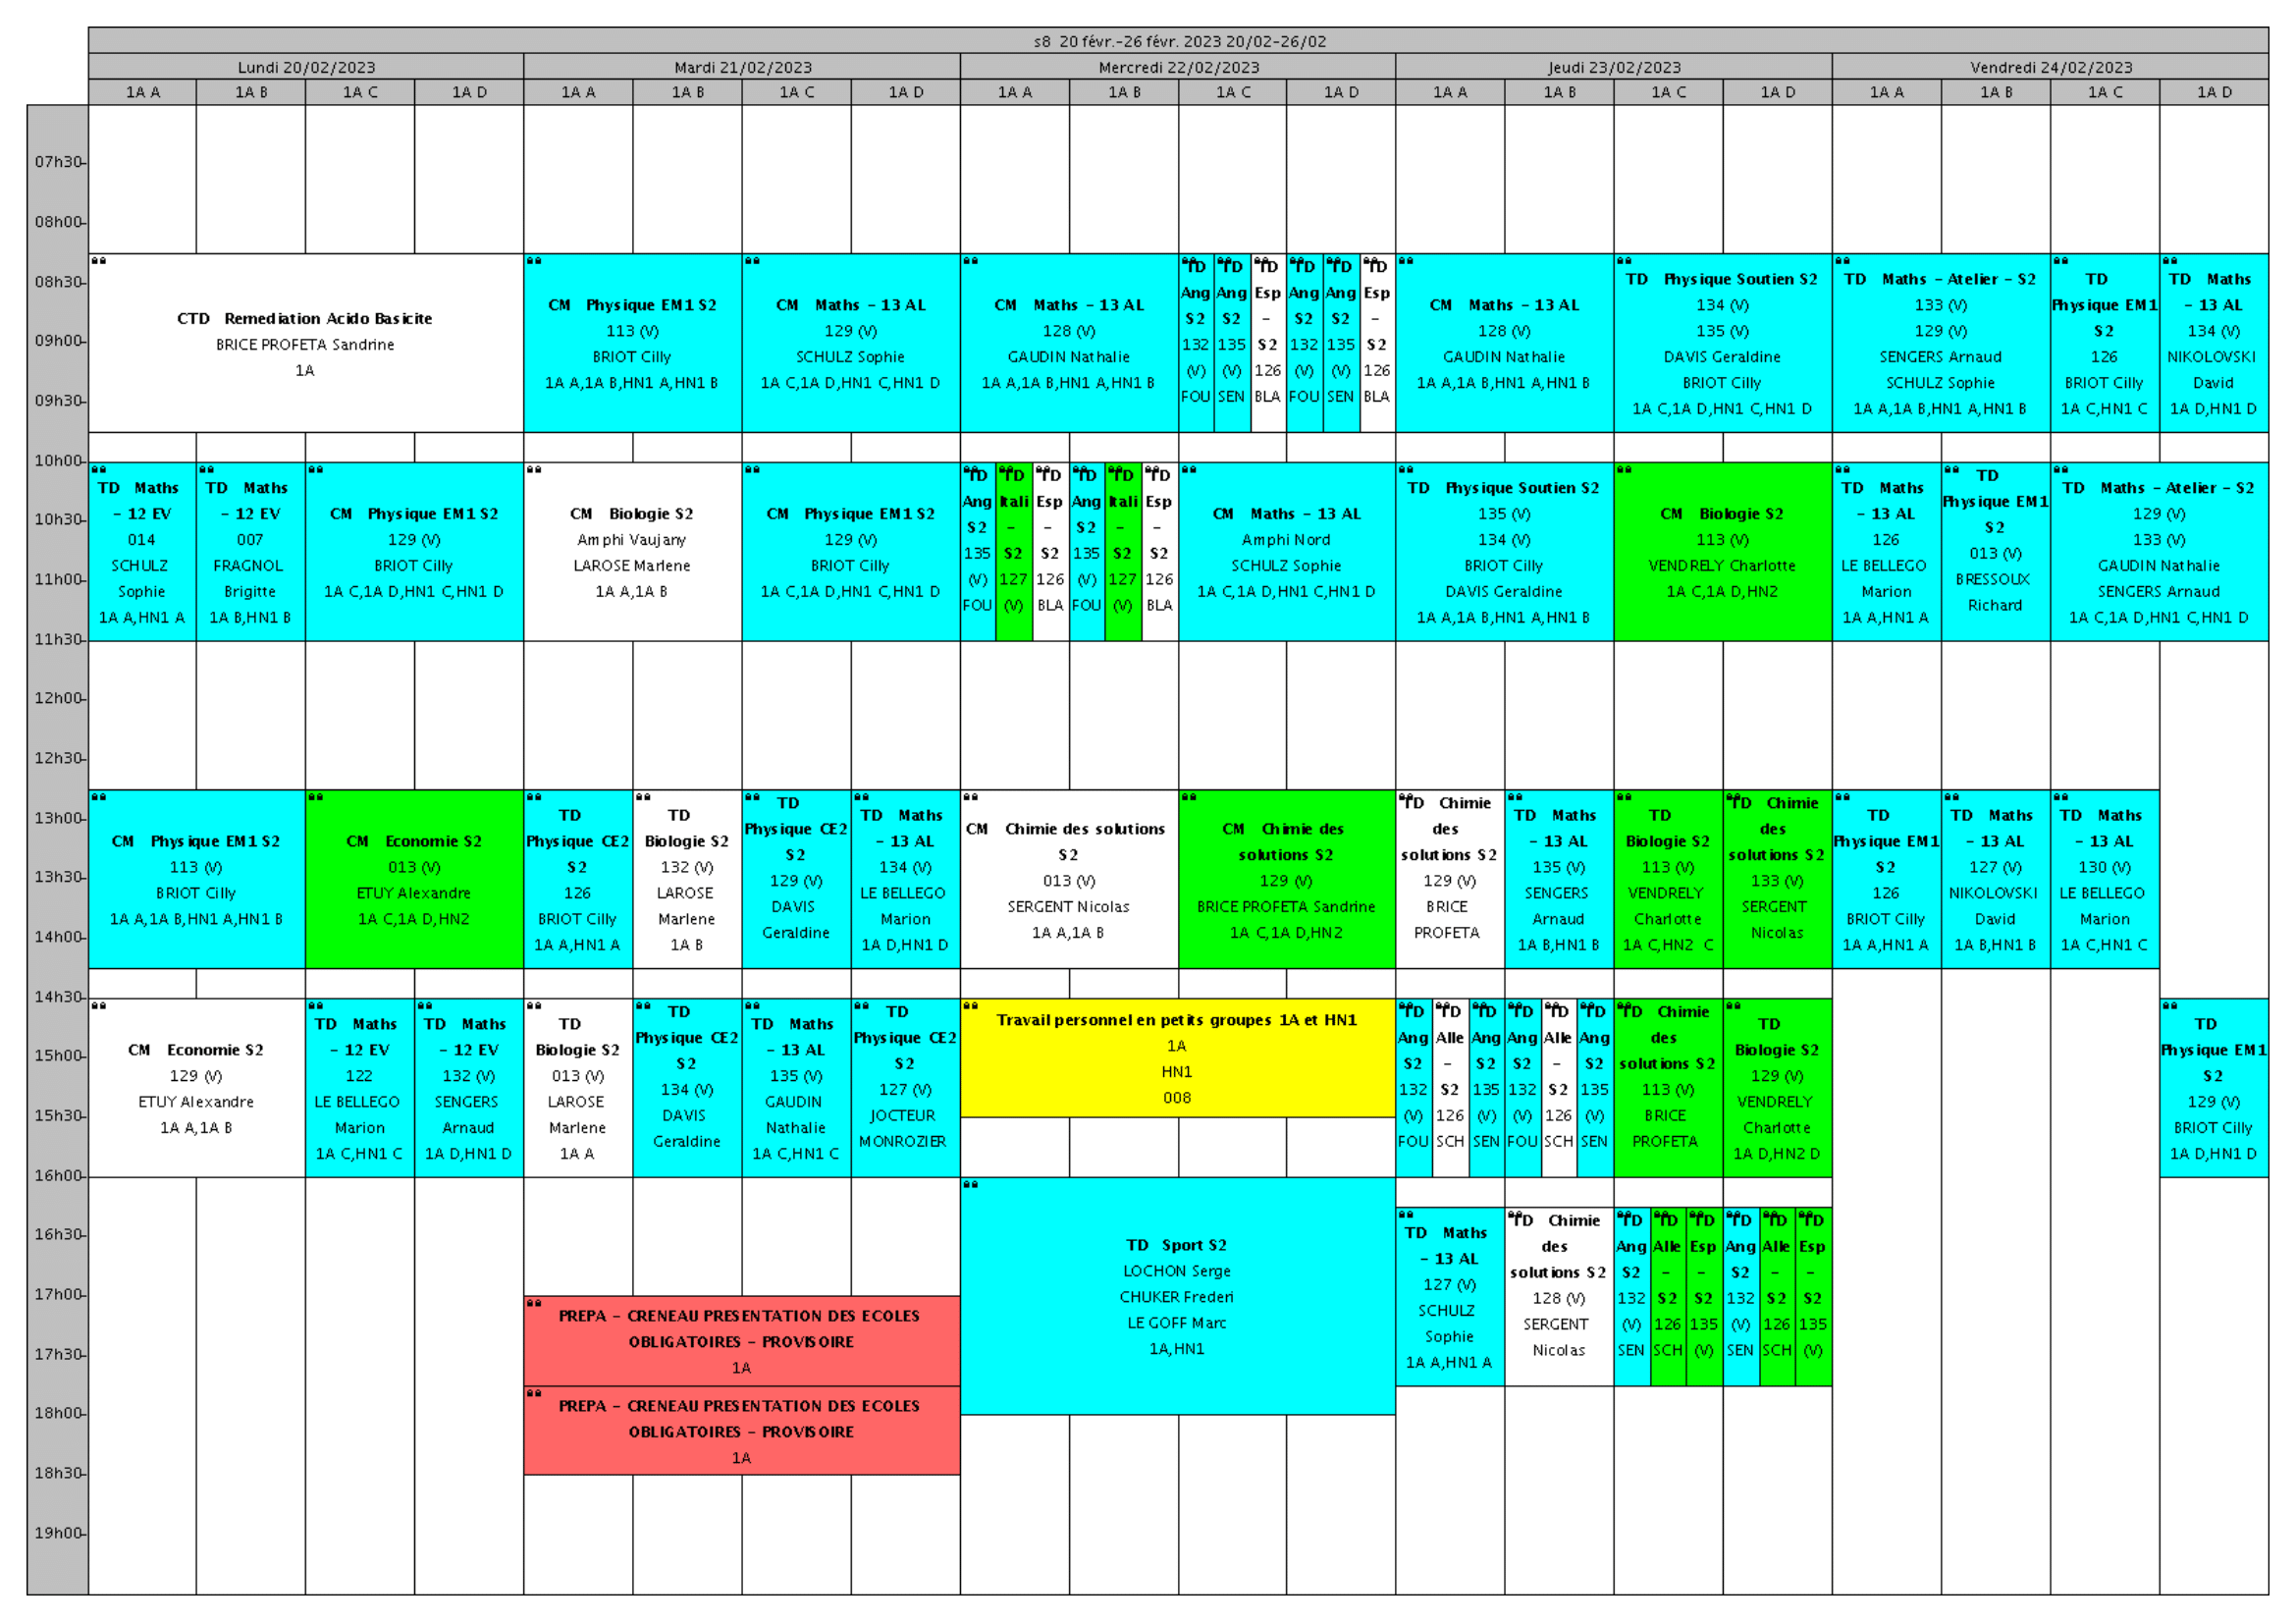 s8 20 févr.-26 févr. 2023 20/02-26/02
Lundi 20/02/2023
Mardi 21/02/2023
Mercredi 22/02/2023
Jeudi 23/02/2023
Vendredi 24/02/2023
1A A
1A B
1A C
1A D
1A A
1A B
1A C
1A D
1A A
1A B
1A C
1A D
1A A
1A B
1A C
1A D
1A A
1A B
1A C
1A D
07h30
08h00
08h30
09h00
09h30
CTD Remediation Acido Basicite
BRICE PROFETA Sandrine
1A
CM Physique EM1 S2
113 (V)
BRIOT Cilly
1A A,1A B,HN1 A,HN1 B
CM Maths - 13 AL
129 (V)
SCHULZ Sophie
1A C,1A D,HN1 C,HN1 D
CM Maths - 13 AL
128 (V)
GAUDIN Nathalie
1A A,1A B,HN1 A,HN1 B
TD
Ang
S2
132
(V)
FOU
TD
Ang
S2
135
(V)
SEN
TD
Esp
-
S2
126
BLA
TD
Ang
S2
132
(V)
FOU
TD
Ang
S2
135
(V)
SEN
TD
Esp
-
S2
126
BLA
CM Maths - 13 AL
128 (V)
GAUDIN Nathalie
1A A,1A B,HN1 A,HN1 B
TD Physique Soutien S2
134 (V)
135 (V)
DAVIS Geraldine
BRIOT Cilly
1A C,1A D,HN1 C,HN1 D
TD Maths - Atelier - S2
133 (V)
129 (V)
SENGERS Arnaud
SCHULZ Sophie
1A A,1A B,HN1 A,HN1 B
TD
Physique EM1
S2
126
BRIOT Cilly
1A C,HN1 C
TD Maths
- 13 AL
134 (V)
NIKOLOVSKI
David
1A D,HN1 D
10h00
10h30
11h00
11h30
TD Maths
- 12 EV
014
SCHULZ
Sophie
1A A,HN1 A
TD Maths
- 12 EV
007
FRAGNOL
Brigitte
1A B,HN1 B
CM Physique EM1 S2
129 (V)
BRIOT Cilly
1A C,1A D,HN1 C,HN1 D
CM Biologie S2
Amphi Vaujany
LAROSE Marlene
1A A,1A B
CM Physique EM1 S2
129 (V)
BRIOT Cilly
1A C,1A D,HN1 C,HN1 D
TD
Ang
S2
135
(V)
FOU
TD
Itali
-
S2
127
(V)
TD
Esp
-
S2
126
BLA
TD
Ang
S2
135
(V)
FOU
TD
Itali
-
S2
127
(V)
TD
Esp
-
S2
126
BLA
CM Maths - 13 AL
Amphi Nord
SCHULZ Sophie
1A C,1A D,HN1 C,HN1 D
TD Physique Soutien S2
135 (V)
134 (V)
BRIOT Cilly
DAVIS Geraldine
1A A,1A B,HN1 A,HN1 B
CM Biologie S2
113 (V)
VENDRELY Charlotte
1A C,1A D,HN2
TD Maths
- 13 AL
126
LE BELLEGO
Marion
1A A,HN1 A
TD
Physique EM1
S2
013 (V)
BRESSOUX
Richard
TD Maths - Atelier - S2
129 (V)
133 (V)
GAUDIN Nathalie
SENGERS Arnaud
1A C,1A D,HN1 C,HN1 D
12h00
12h30
13h00
13h30
14h00
CM Physique EM1 S2
113 (V)
BRIOT Cilly
1A A,1A B,HN1 A,HN1 B
CM Economie S2
013 (V)
ETUY Alexandre
1A C,1A D,HN2
TD
Physique CE2
S2
126
BRIOT Cilly
1A A,HN1 A
TD
Biologie S2
132 (V)
LAROSE
Marlene
1A B
TD
Physique CE2
S2
129 (V)
DAVIS
Geraldine
TD Maths
- 13 AL
134 (V)
LE BELLEGO
Marion
1A D,HN1 D
CM Chimie des solutions
S2
013 (V)
SERGENT Nicolas
1A A,1A B
CM Chimie des
solutions S2
129 (V)
BRICE PROFETA Sandrine
1A C,1A D,HN2
TD Chimie
des
solutions S2
129 (V)
BRICE
PROFETA
TD Maths
- 13 AL
135 (V)
SENGERS
Arnaud
1A B,HN1 B
TD
Biologie S2
113 (V)
VENDRELY
Charlotte
1A C,HN2 C
TD Chimie
des
solutions S2
133 (V)
SERGENT
Nicolas
TD
Physique EM1
S2
126
BRIOT Cilly
1A A,HN1 A
TD Maths
- 13 AL
127 (V)
NIKOLOVSKI
David
1A B,HN1 B
TD Maths
- 13 AL
130 (V)
LE BELLEGO
Marion
1A C,HN1 C
14h30
15h00
15h30
16h00
CM Economie S2
129 (V)
ETUY Alexandre
1A A,1A B
TD Maths
- 12 EV
122
LE BELLEGO
Marion
1A C,HN1 C
TD Maths
- 12 EV
132 (V)
SENGERS
Arnaud
1A D,HN1 D
TD
Biologie S2
013 (V)
LAROSE
Marlene
1A A
TD
Physique CE2
S2
134 (V)
DAVIS
Geraldine
TD Maths
- 13 AL
135 (V)
GAUDIN
Nathalie
1A C,HN1 C
TD
Physique CE2
S2
127 (V)
JOCTEUR
MONROZIER
Travail personnel en petits groupes 1A et HN1
1A
HN1
008
TD
Ang
S2
132
(V)
FOU
TD
Alle
-
S2
126
SCH
TD
Ang
S2
135
(V)
SEN
TD
Ang
S2
132
(V)
FOU
TD
Alle
-
S2
126
SCH
TD
Ang
S2
135
(V)
SEN
TD Chimie
des
solutions S2
113 (V)
BRICE
PROFETA
TD
Biologie S2
129 (V)
VENDRELY
Charlotte
1A D,HN2 D
TD
Physique EM1
S2
129 (V)
BRIOT Cilly
1A D,HN1 D
16h30
17h00
17h30
18h00
18h30
19h00
PREPA - CRENEAU PRESENTATION DES ECOLES
OBLIGATOIRES - PROVISOIRE
1A
PREPA - CRENEAU PRESENTATION DES ECOLES
OBLIGATOIRES - PROVISOIRE
1A
TD Sport S2
LOCHON Serge
CHUKER Frederi
LE GOFF Marc
1A,HN1
TD Maths
- 13 AL
127 (V)
SCHULZ
Sophie
1A A,HN1 A
TD Chimie
des
solutions S2
128 (V)
SERGENT
Nicolas
TD
Ang
S2
132
(V)
SEN
TD
Alle
-
S2
126
SCH
TD
Esp
-
S2
135
(V)
TD
Ang
S2
132
(V)
SEN
TD
Alle
-
S2
126
SCH
TD
Esp
-
S2
135
(V)